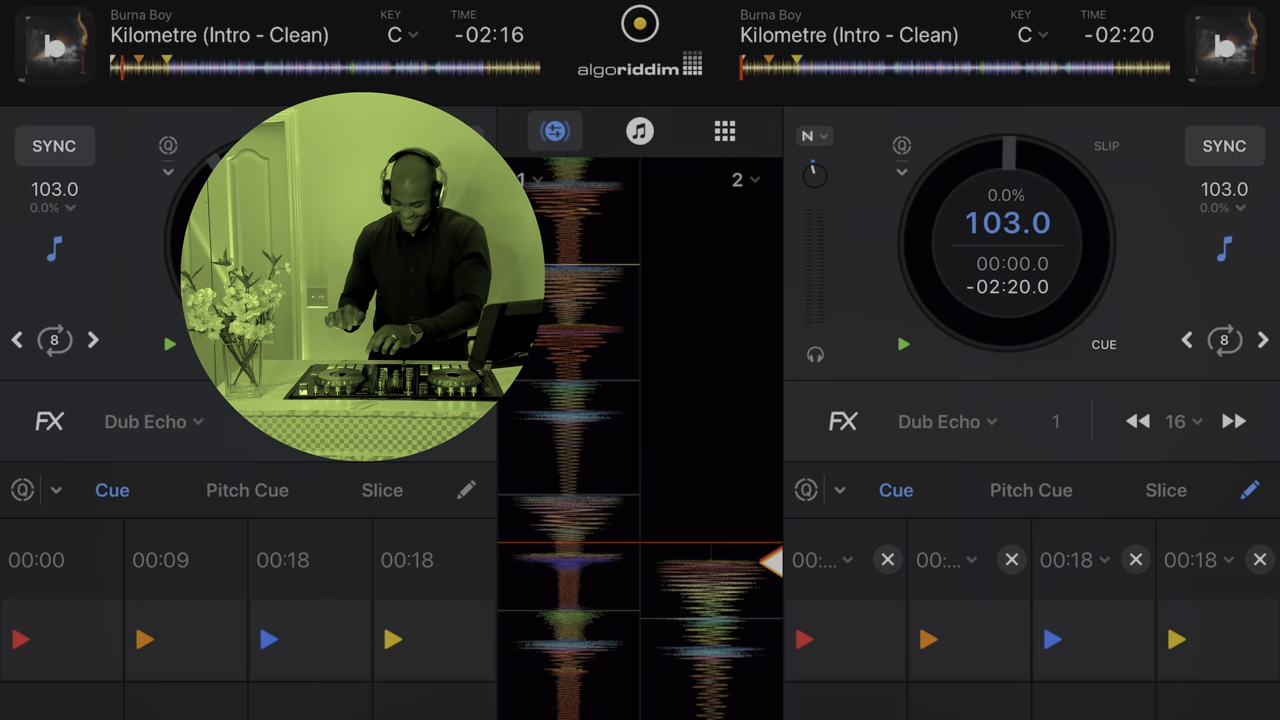 Burna Boy
Kilometre (Intro - Clean)
KEY
C
TIME
-02:16
algoriddim
Burna Boy
Kilometre (Intro - Clean)
KEY
C
TIME
-02:20
SYNC
103.0
0.0%
8
1
2
N
SLIP
0.0%
103.0
00:00.0
-02:20.0
CUE
SYNC
103.0
0.0%
8
FX
Dub Echo
FX
Dub Echo
1
16
Q
Cue
Pitch Cue
Slice
Q
Cue
Pitch Cue
Slice
00:00
00:09
00:18
00:18
00:...
00:...
00:18
00:18